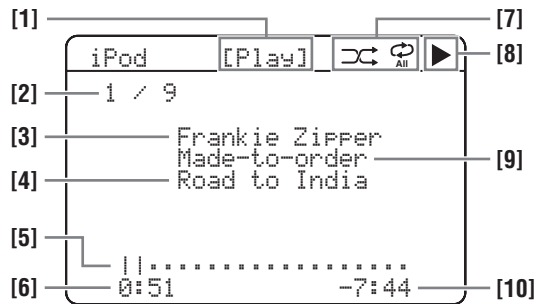 [1] [7]
iPod [Play] All [8]
[2] 1 / 9
[3] Frankie Zipper
Made-to-order [9]
[4] Road to India
[5]
[6] 0:51 -7:44 [10]